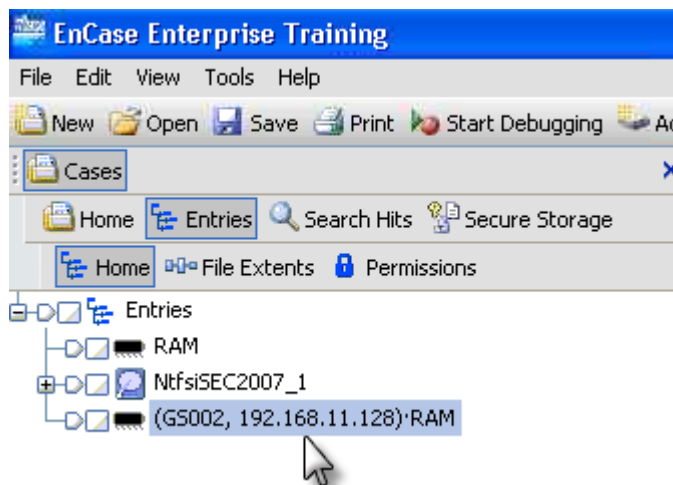 EnCase Enterprise Training
File Edit View Tools Help
New Open Save Print Start Debugging
Cases
Home Entries Search Hits Secure Storage
Home File Extents Permissions
Entries
RAM
NtfsiSEC2007_1
(GS002, 192.168.11.128)·RAM